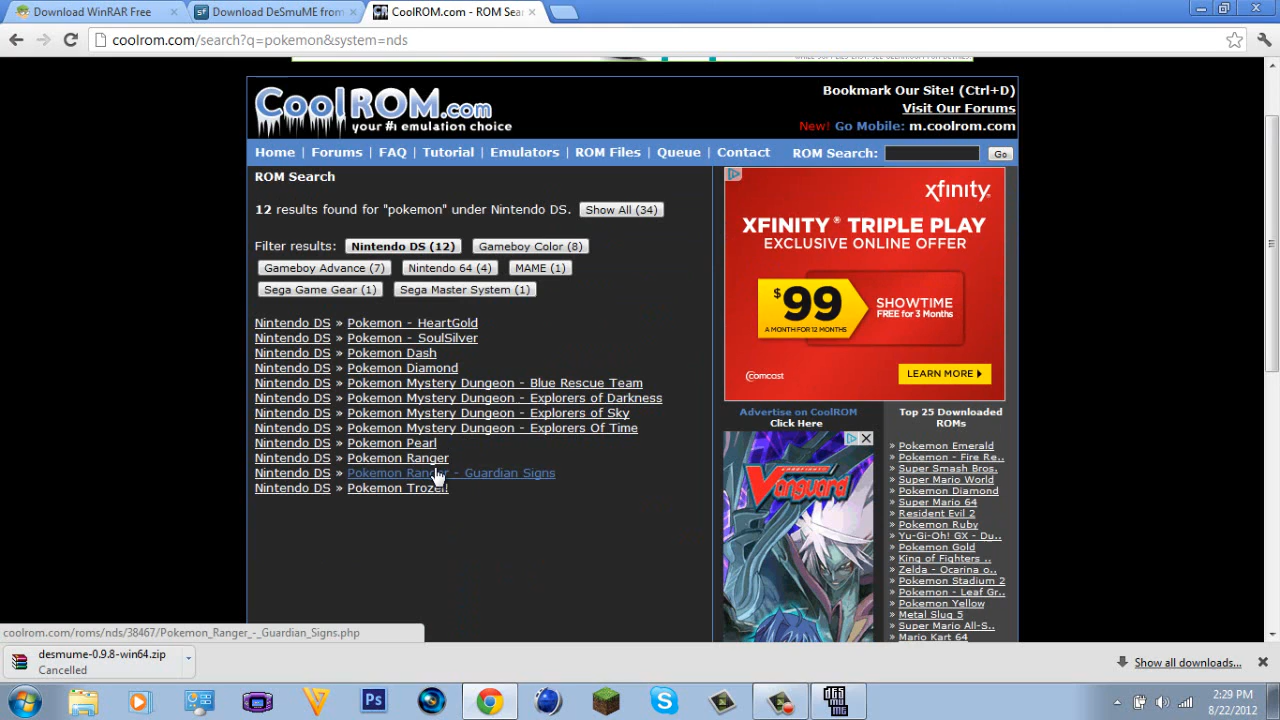 Download WinRAR Free
Download DeSmuME from
CoolROM.com - ROM Sear
coolrom.com/search?q=pokemon&system=nds
CoolROM.com
your #1 emulation choice
Bookmark Our Site! (Ctrl+D)
Visit Our Forums
New! Go Mobile: m.coolrom.com
Home | Forums | FAQ | Tutorial | Emulators | ROM Files | Queue | Contact
ROM Search: Go
ROM Search
12 results found for "pokemon" under Nintendo DS. Show All (34)
Filter results: Nintendo DS (12) Gameboy Color (8)
Gameboy Advance (7) Nintendo 64 (4) MAME (1)
Sega Game Gear (1) Sega Master System (1)
Nintendo DS » Pokemon - HeartGold
Nintendo DS » Pokemon - SoulSilver
Nintendo DS » Pokemon Dash
Nintendo DS » Pokemon Diamond
Nintendo DS » Pokemon Mystery Dungeon - Blue Rescue Team
Nintendo DS » Pokemon Mystery Dungeon - Explorers of Darkness
Nintendo DS » Pokemon Mystery Dungeon - Explorers of Sky
Nintendo DS » Pokemon Mystery Dungeon - Explorers Of Time
Nintendo DS » Pokemon Pearl
Nintendo DS » Pokemon Ranger
Nintendo DS » Pokemon Ranger - Guardian Signs
Nintendo DS » Pokemon Trozei!
xfinity
XFINITY® TRIPLE PLAY
EXCLUSIVE ONLINE OFFER
$99
A MONTH FOR 12 MONTHS
SHOWTIME
FREE for 3 Months
comcast
LEARN MORE
Advertise on CoolROM
Click Here
CARDFIGHT!!
Vanguard
Top 25 Downloaded
ROMs
» Pokemon Emerald
» Pokemon - Fire Re..
» Super Smash Bros.
» Super Mario World
» Pokemon Diamond
» Super Mario 64
» Resident Evil 2
» Pokemon Ruby
» Yu-Gi-Oh! GX - Du..
» Pokemon Gold
» King of Fighters ..
» Zelda - Ocarina o..
» Pokemon Stadium 2
» Pokemon - Leaf Gr..
» Pokemon Yellow
» Metal Slug 5
» Super Mario All-S..
» Mario Kart 64
coolrom.com/roms/nds/38467/Pokemon_Ranger_-_Guardian_Signs.php
desmume-0.9.8-win64.zip
Cancelled
Show all downloads...
Ps
DES
MU
ME
2:29 PM
8/22/2012